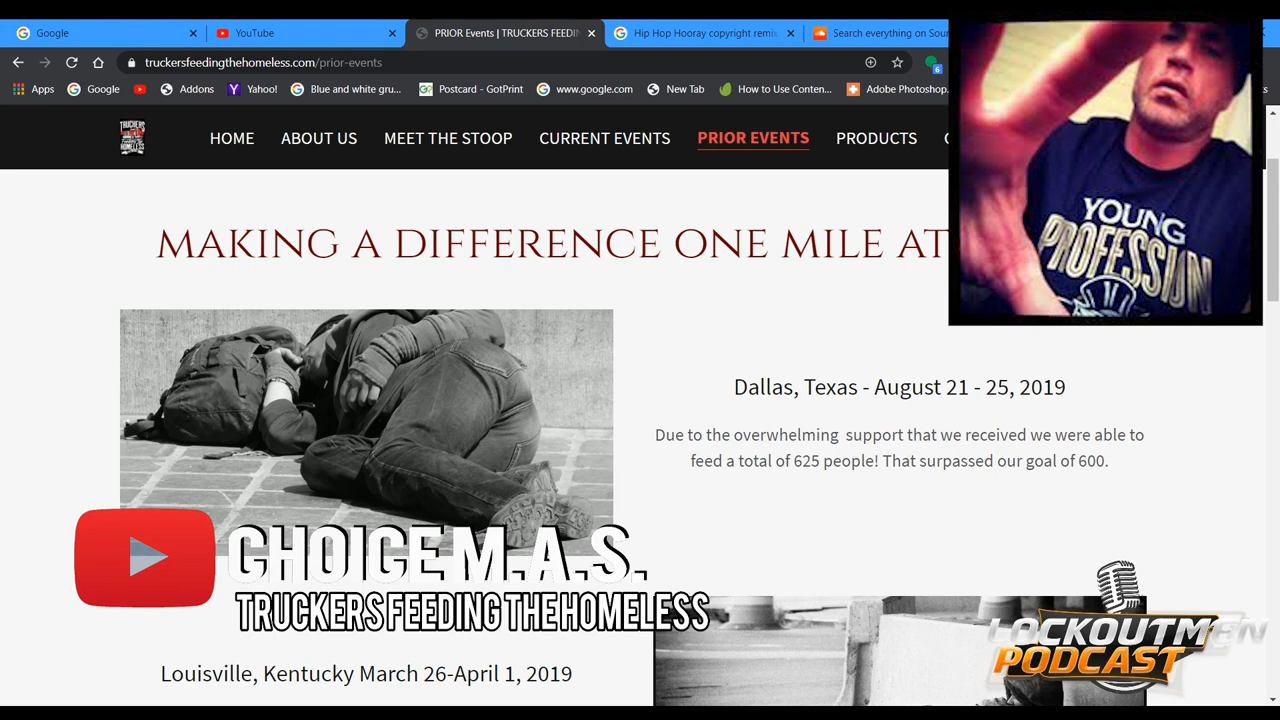 Google
YouTube
PRIOR Events | TRUCKERS FEEDIN
Hip Hop Hooray copyright remix
Search everything on Soun
truckersfeedingthehomeless.com/prior-events
6
Apps
Google
Addons
Yahoo!
Blue and white gru...
Postcard - GotPrint
www.google.com
New Tab
How to Use Conten...
Adobe Photoshop.
HOME
ABOUT US
MEET THE STOOP
CURRENT EVENTS
PRIOR EVENTS
PRODUCTS
MAKING A DIFFERENCE ONE MILE AT
YOUNG
PROFESSION
Dallas, Texas - August 21 - 25, 2019
Due to the overwhelming support that we received we were able to
feed a total of 625 people! That surpassed our goal of 600.
CHOICE M.A.S.
TRUCKERS FEEDING THE HOMELESS
LOCKOUTMEN
PODCAST
Louisville, Kentucky March 26-April 1, 2019